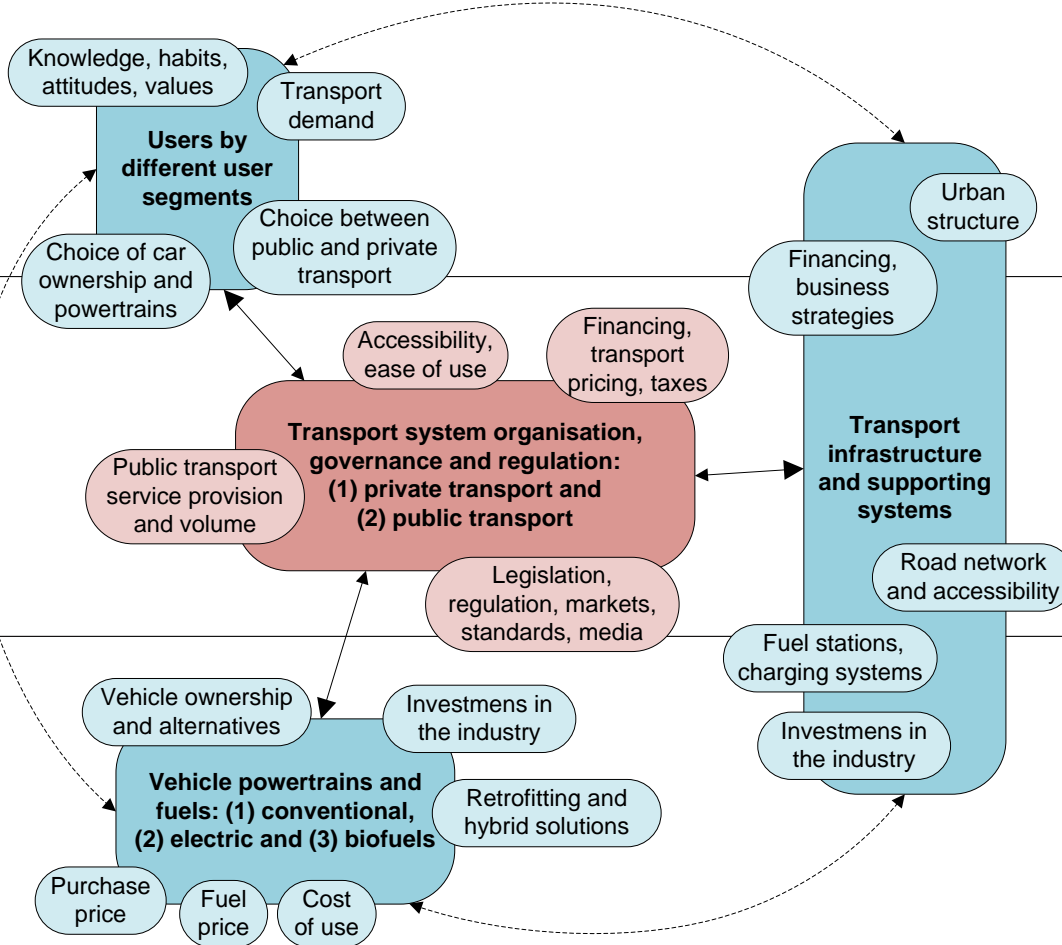 Knowledge, habits,
attitudes, values
Transport
demand
Users by
different user
segments
Choice between
public and private
transport
Choice of car
ownership and
powertrains
Urban
structure
Financing,
business
strategies
Transport
infrastructure
and supporting
systems
Road network
and accessibility
Fuel stations,
charging systems
Investmens in
the industry
Accessibility,
ease of use
Financing,
transport
pricing, taxes
Transport system organisation,
governance and regulation:
(1) private transport and
(2) public transport
Public transport
service provision
and volume
Legislation,
regulation, markets,
standards, media
Vehicle ownership
and alternatives
Investmens in
the industry
Vehicle powertrains and
fuels: (1) conventional,
(2) electric and (3) biofuels
Retrofitting and
hybrid solutions
Purchase
price
Fuel
price
Cost
of use